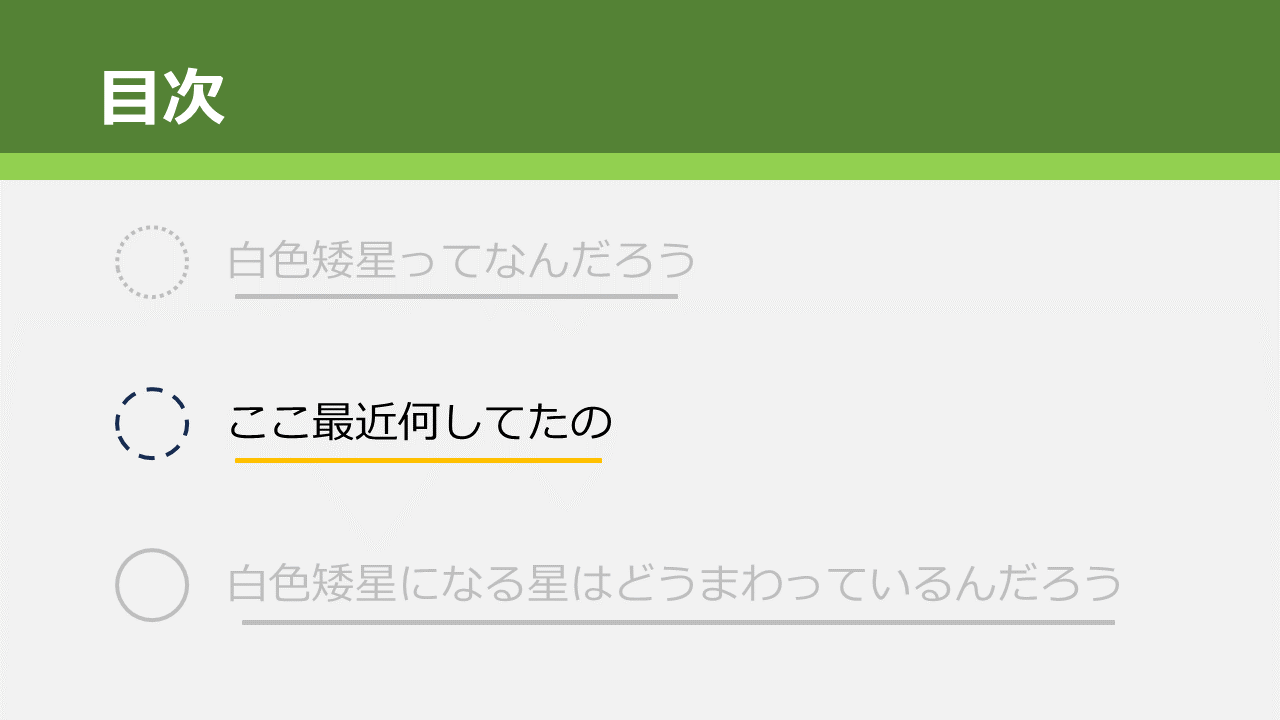 目次
白色矮星ってなんだろう
ここ最近何してたの
白色矮星になる星はどうまわっているんだろう